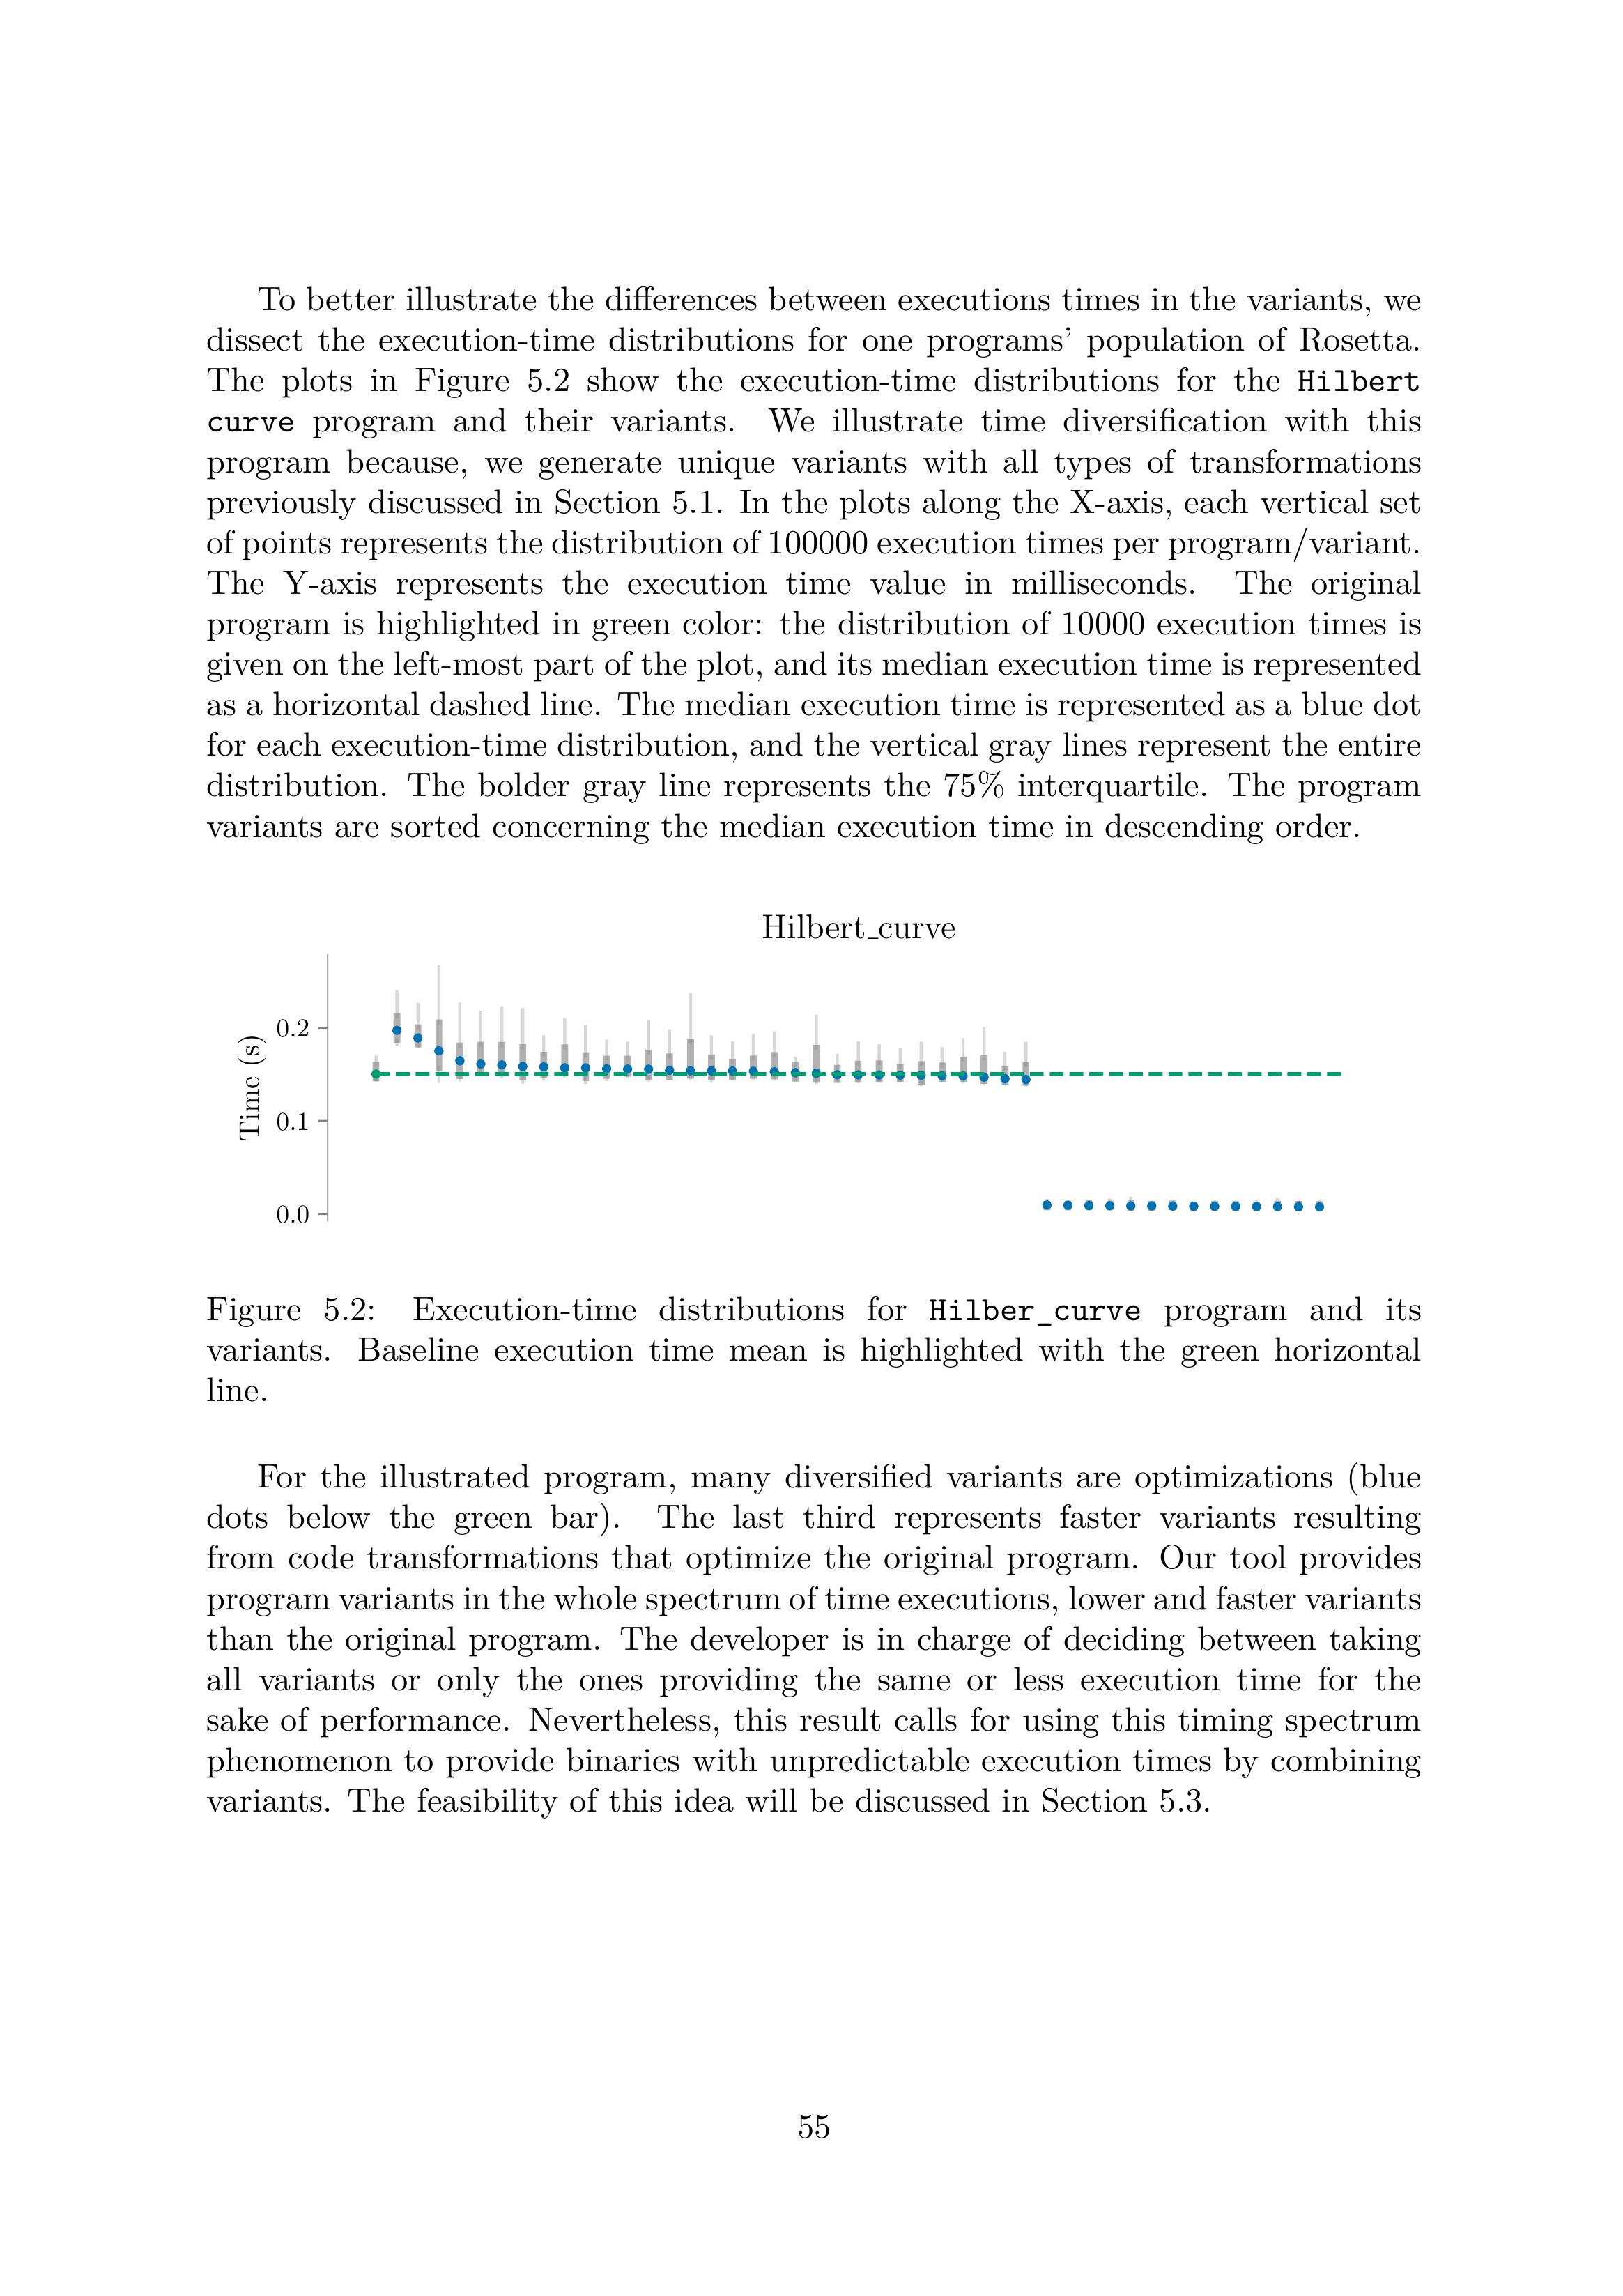 To better illustrate the differences between executions times in the variants, we
dissect the execution-time distributions for one programs’ population of Rosetta.
The plots in Figure 5.2 show the execution-time distributions for the Hilbert
curve program and their variants. We illustrate time diversification with this
program because, we generate unique variants with all types of transformations
previously discussed in Section 5.1. In the plots along the X-axis, each vertical set
of points represents the distribution of 100000 execution times per program/variant.
The Y-axis represents the execution time value in milliseconds. The original
program is highlighted in green color: the distribution of 10000 execution times is
given on the left-most part of the plot, and its median execution time is represented
as a horizontal dashed line. The median execution time is represented as a blue dot
for each execution-time distribution, and the vertical gray lines represent the entire
distribution. The bolder gray line represents the 75% interquartile. The program
variants are sorted concerning the median execution time in descending order.
Hilbert_curve
Time (s)
0.2
0.1
0.0
Figure 5.2: Execution-time distributions for Hilber_curve program and its
variants. Baseline execution time mean is highlighted with the green horizontal
line.
For the illustrated program, many diversified variants are optimizations (blue
dots below the green bar). The last third represents faster variants resulting
from code transformations that optimize the original program. Our tool provides
program variants in the whole spectrum of time executions, lower and faster variants
than the original program. The developer is in charge of deciding between taking
all variants or only the ones providing the same or less execution time for the
sake of performance. Nevertheless, this result calls for using this timing spectrum
phenomenon to provide binaries with unpredictable execution times by combining
variants. The feasibility of this idea will be discussed in Section 5.3.
55